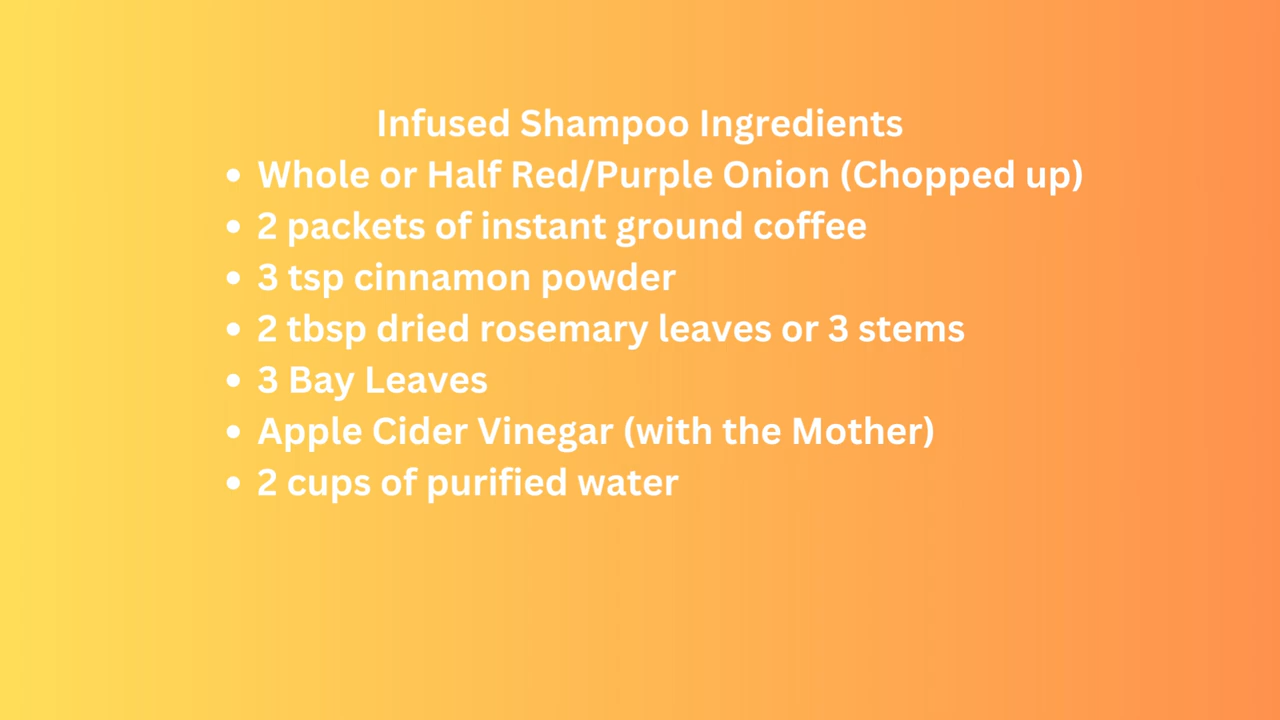 Infused Shampoo Ingredients
• Whole or Half Red/Purple Onion (Chopped up)
• 2 packets of instant ground coffee
• 3 tsp cinnamon powder
• 2 tbsp dried rosemary leaves or 3 stems
• 3 Bay Leaves
• Apple Cider Vinegar (with the Mother)
• 2 cups of purified water